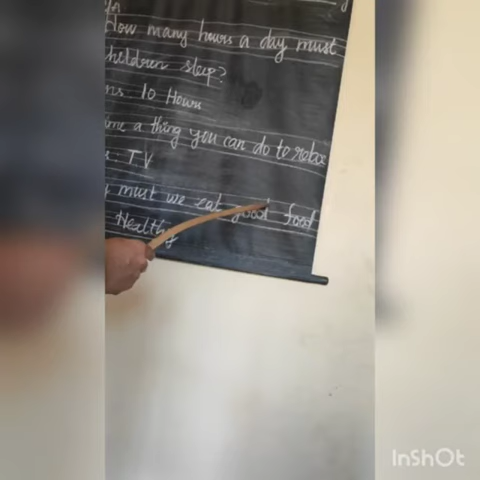 How many hours a day must
children sleep?
ns 10 Hours
me a thing you can do to relax
s: TV
y must we eat good food
Healthy
InShOt